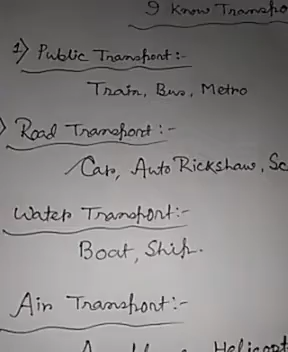 I Know Transpo
1) Public Transport:-
Train, Bus, Metro
) Road Transport:-
Car, Auto Rickshaw, Sc
Water Transport:-
Boat, Ship.
Air Transport:-
Helicopt